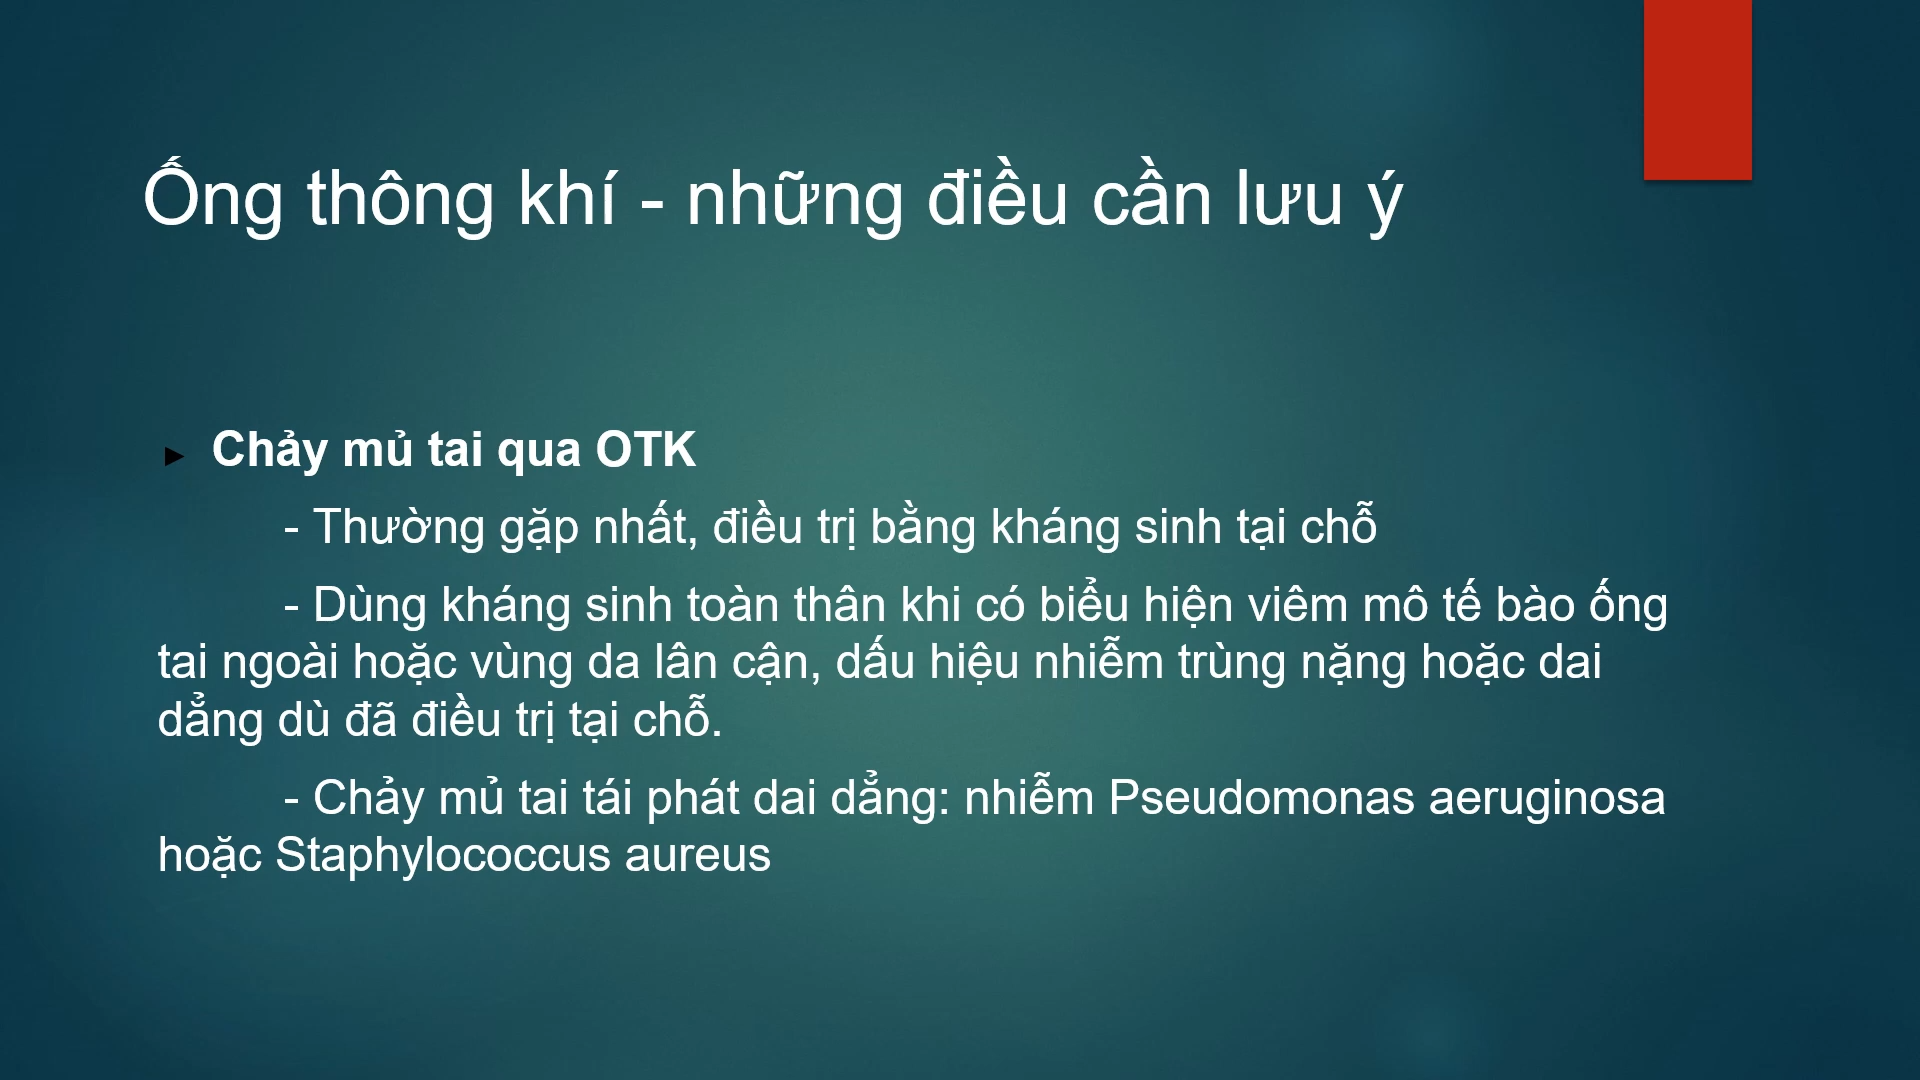 Ống thông khí - những điều cần lưu ý
► Chảy mủ tai qua OTK
- Thường gặp nhất, điều trị bằng kháng sinh tại chỗ
- Dùng kháng sinh toàn thân khi có biểu hiện viêm mô tế bào ống
tai ngoài hoặc vùng da lân cận, dấu hiệu nhiễm trùng nặng hoặc dai
dẳng dù đã điều trị tại chỗ.
- Chảy mủ tai tái phát dai dẳng: nhiễm Pseudomonas aeruginosa
hoặc Staphylococcus aureus